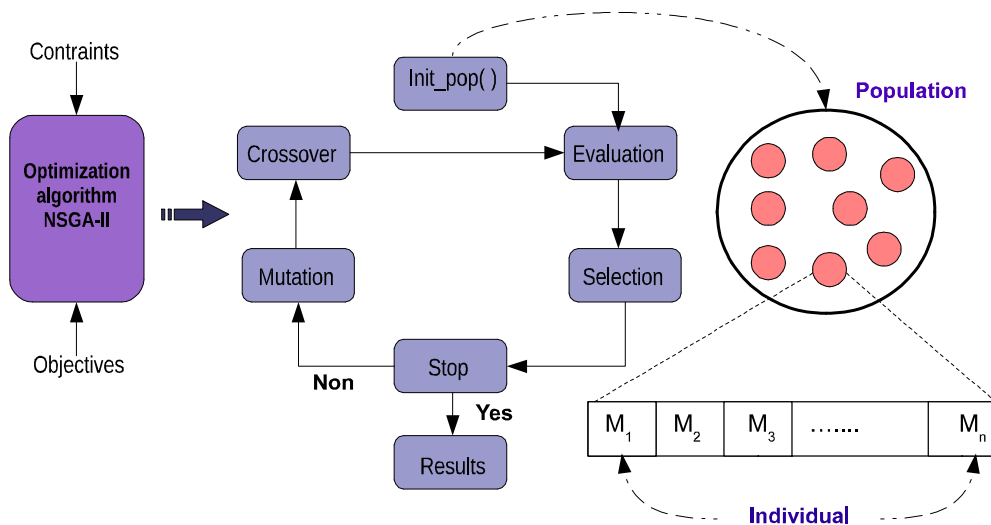 Contraints
Optimization
algorithm
NSGA-II
Objectives
Init_pop( )
Crossover
Evaluation
Mutation
Selection
Stop
Non
Yes
Results
Population
M1 M2 M3 ....... Mn
Individual